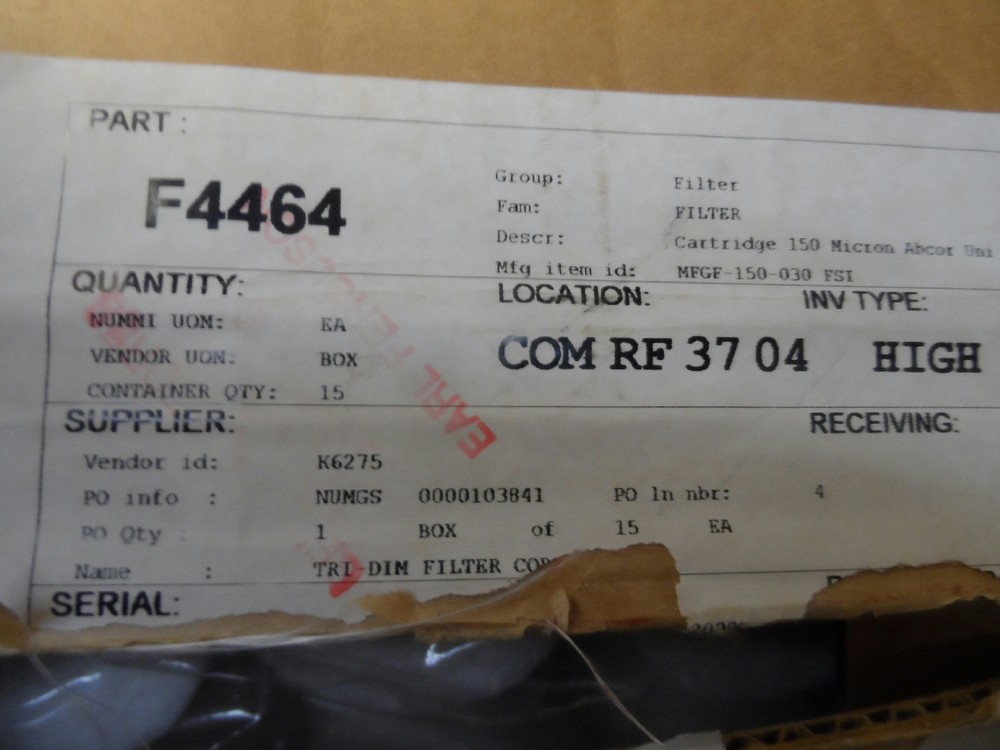 PART :
F4464
Group: Filter
Fam: FILTER
Descr: Cartridge 150 Micron Abcor Uni
Mfg item id: MFGF-150-030 FSI
QUANTITY:
NUMMI UOM: EA
VENDOR UOM: BOX
CONTAINER QTY: 15
LOCATION: INV TYPE:
COM RF 37 04 HIGH
SUPPLIER: RECEIVING:
Vendor id: K6275
PO info : NUMGS 0000103841 PO ln nbr: 4
PO Qty : 1 BOX of 15 EA
Name : TRI-DIM FILTER COR
SERIAL:
EARL